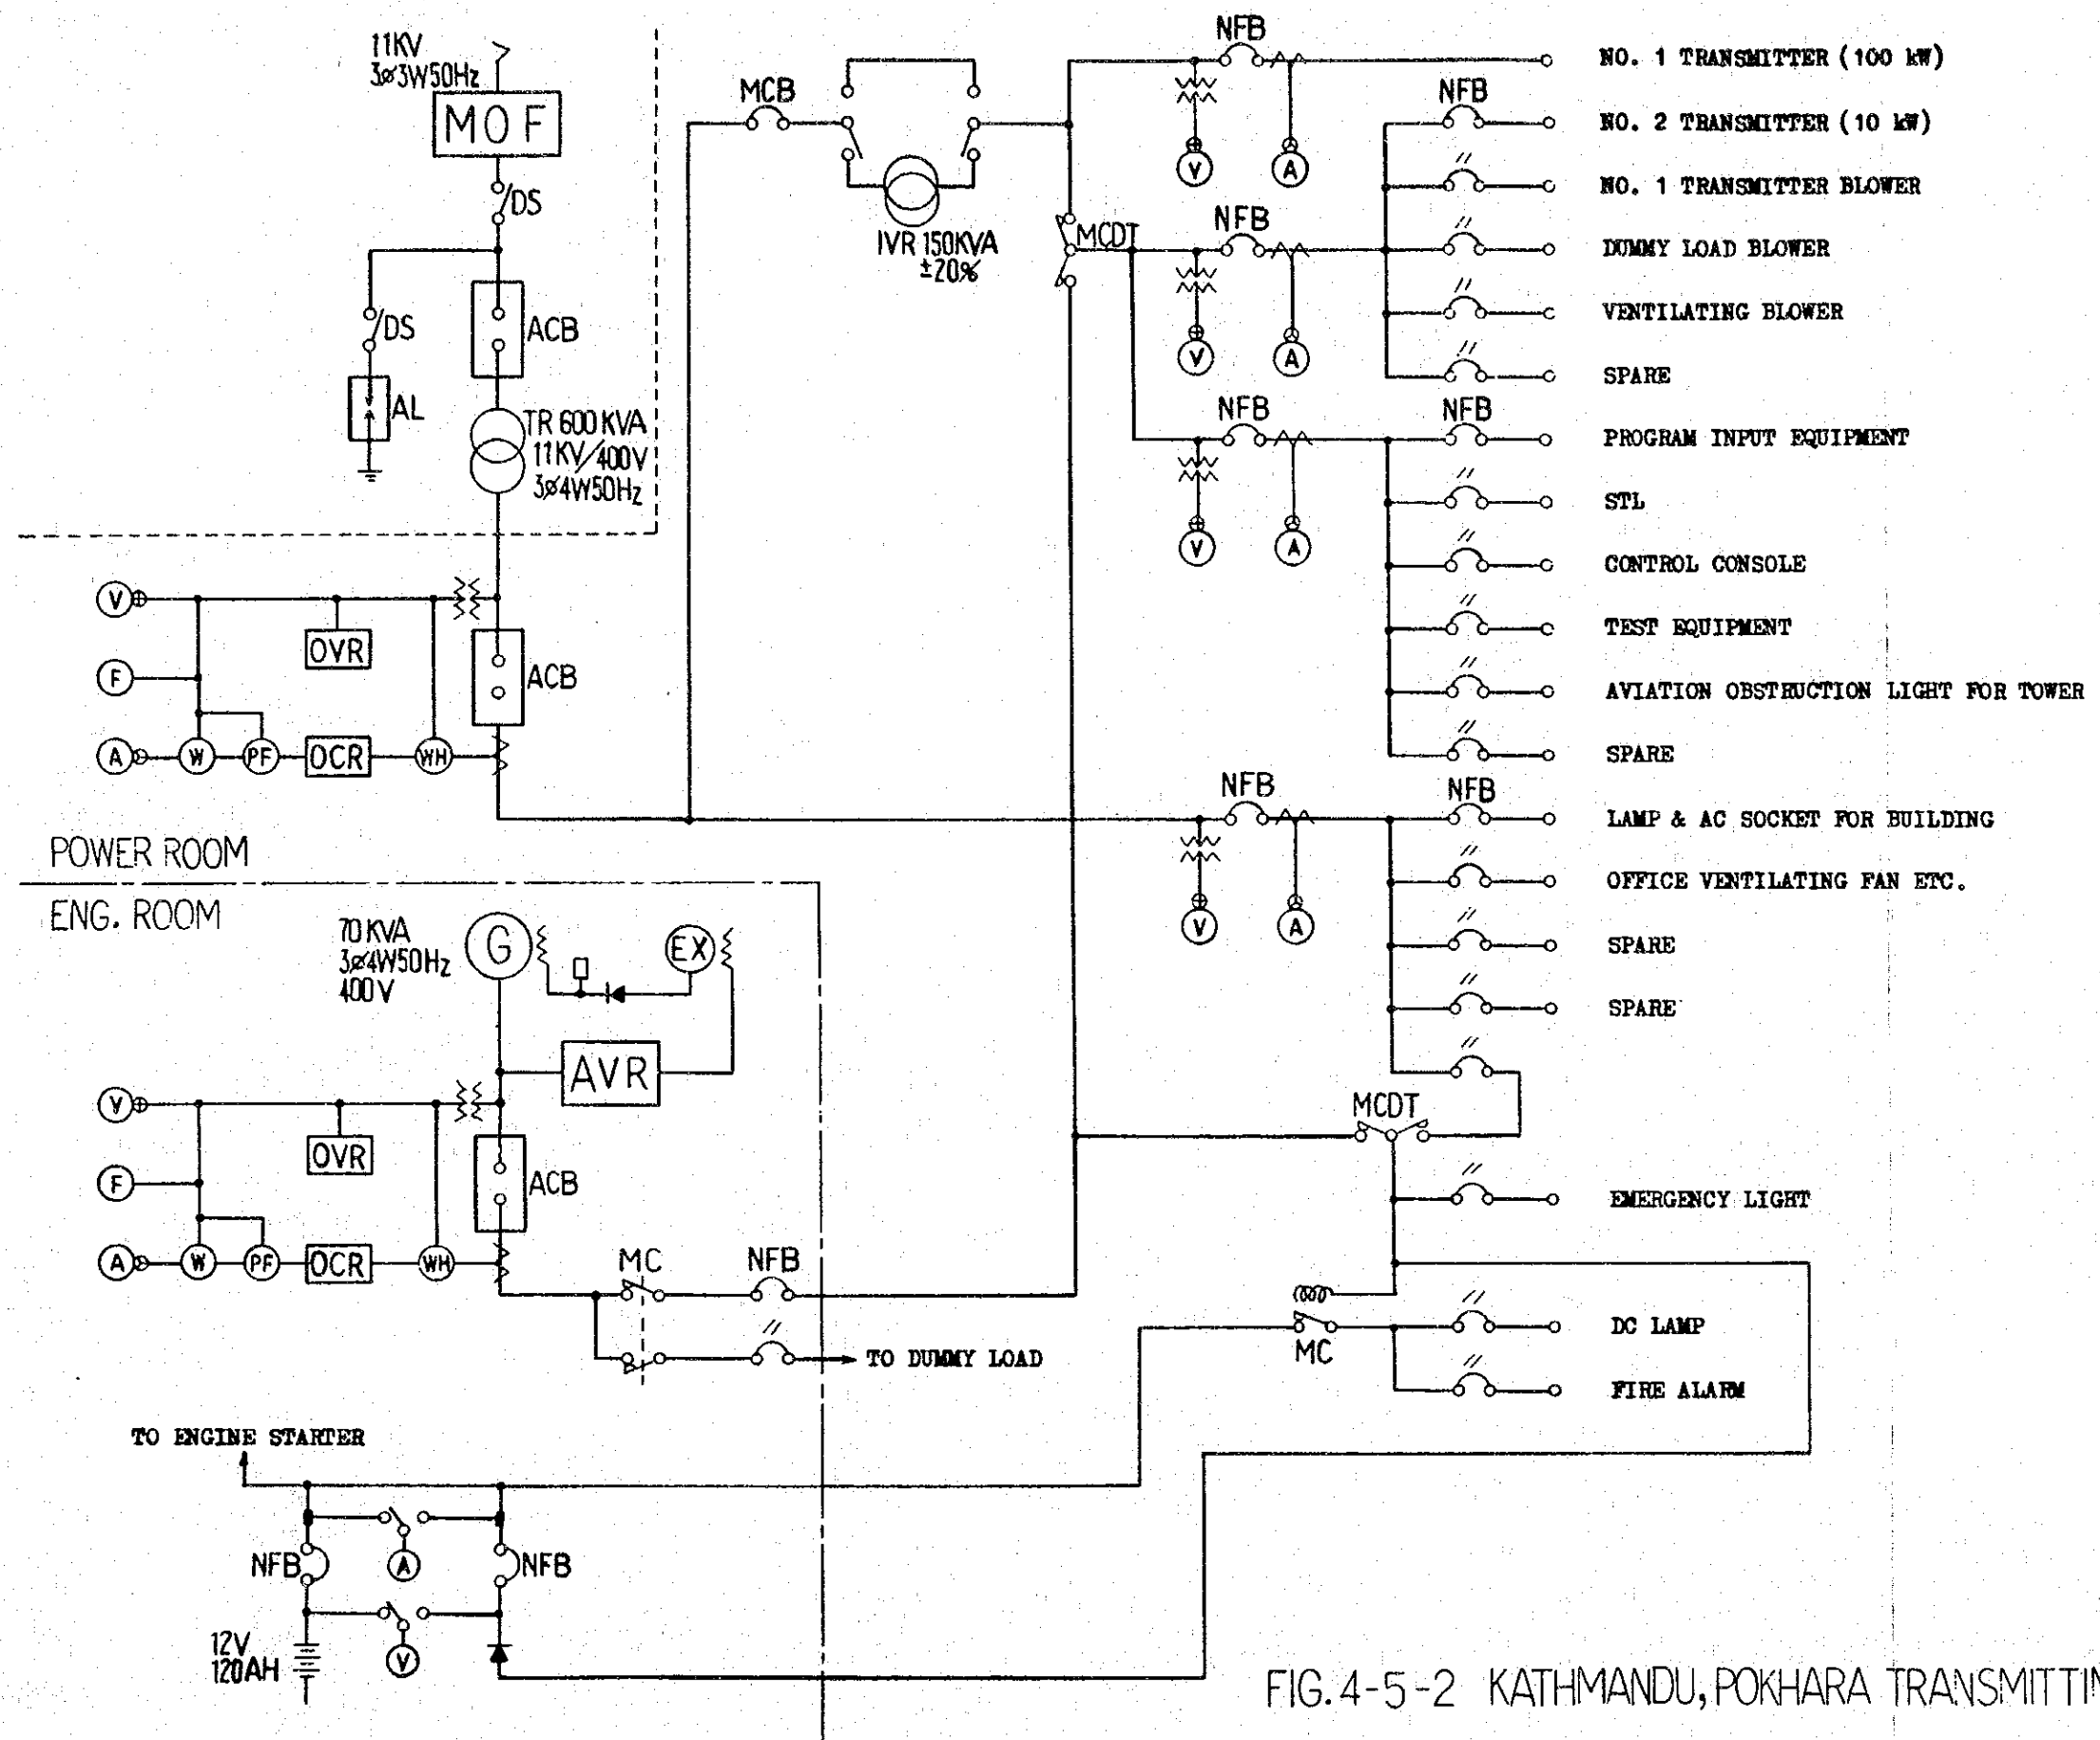 11KV
3ø3W50Hz
MOF
DS
DS
ACB
AL
TR 600 KVA
11KV/400V
3ø4W50Hz
V
OVR
F
ACB
A
W
PF
OCR
WH
POWER ROOM
ENG. ROOM
70 KVA
3ø4W50Hz
400V
G
EX
AVR
V
OVR
F
ACB
A
W
PF
OCR
WH
MC
NFB
"
TO DUMMY LOAD
TO ENGINE STARTER
NFB
A
NFB
12V
120AH
V
MCB
IVR 150KVA
±20%
MCDT
NFB
V
A
NO. 1 TRANSMITTER (100 kW)
NFB
NO. 2 TRANSMITTER (10 kW)
" NO. 1 TRANSMITTER BLOWER
NFB
V
A
" DUMMY LOAD BLOWER
" VENTILATING BLOWER
" SPARE
NFB
V
A
NFB
PROGRAM INPUT EQUIPMENT
" STL
" CONTROL CONSOLE
" TEST EQUIPMENT
" AVIATION OBSTRUCTION LIGHT FOR TOWER
" SPARE
NFB
V
A
NFB
LAMP & AC SOCKET FOR BUILDING
" OFFICE VENTILATING FAN ETC.
" SPARE
" SPARE
"
MCDT
" EMERGENCY LIGHT
MC
" DC LAMP
" FIRE ALARM
FIG. 4-5-2 KATHMANDU, POKHARA TRANSMITTIN